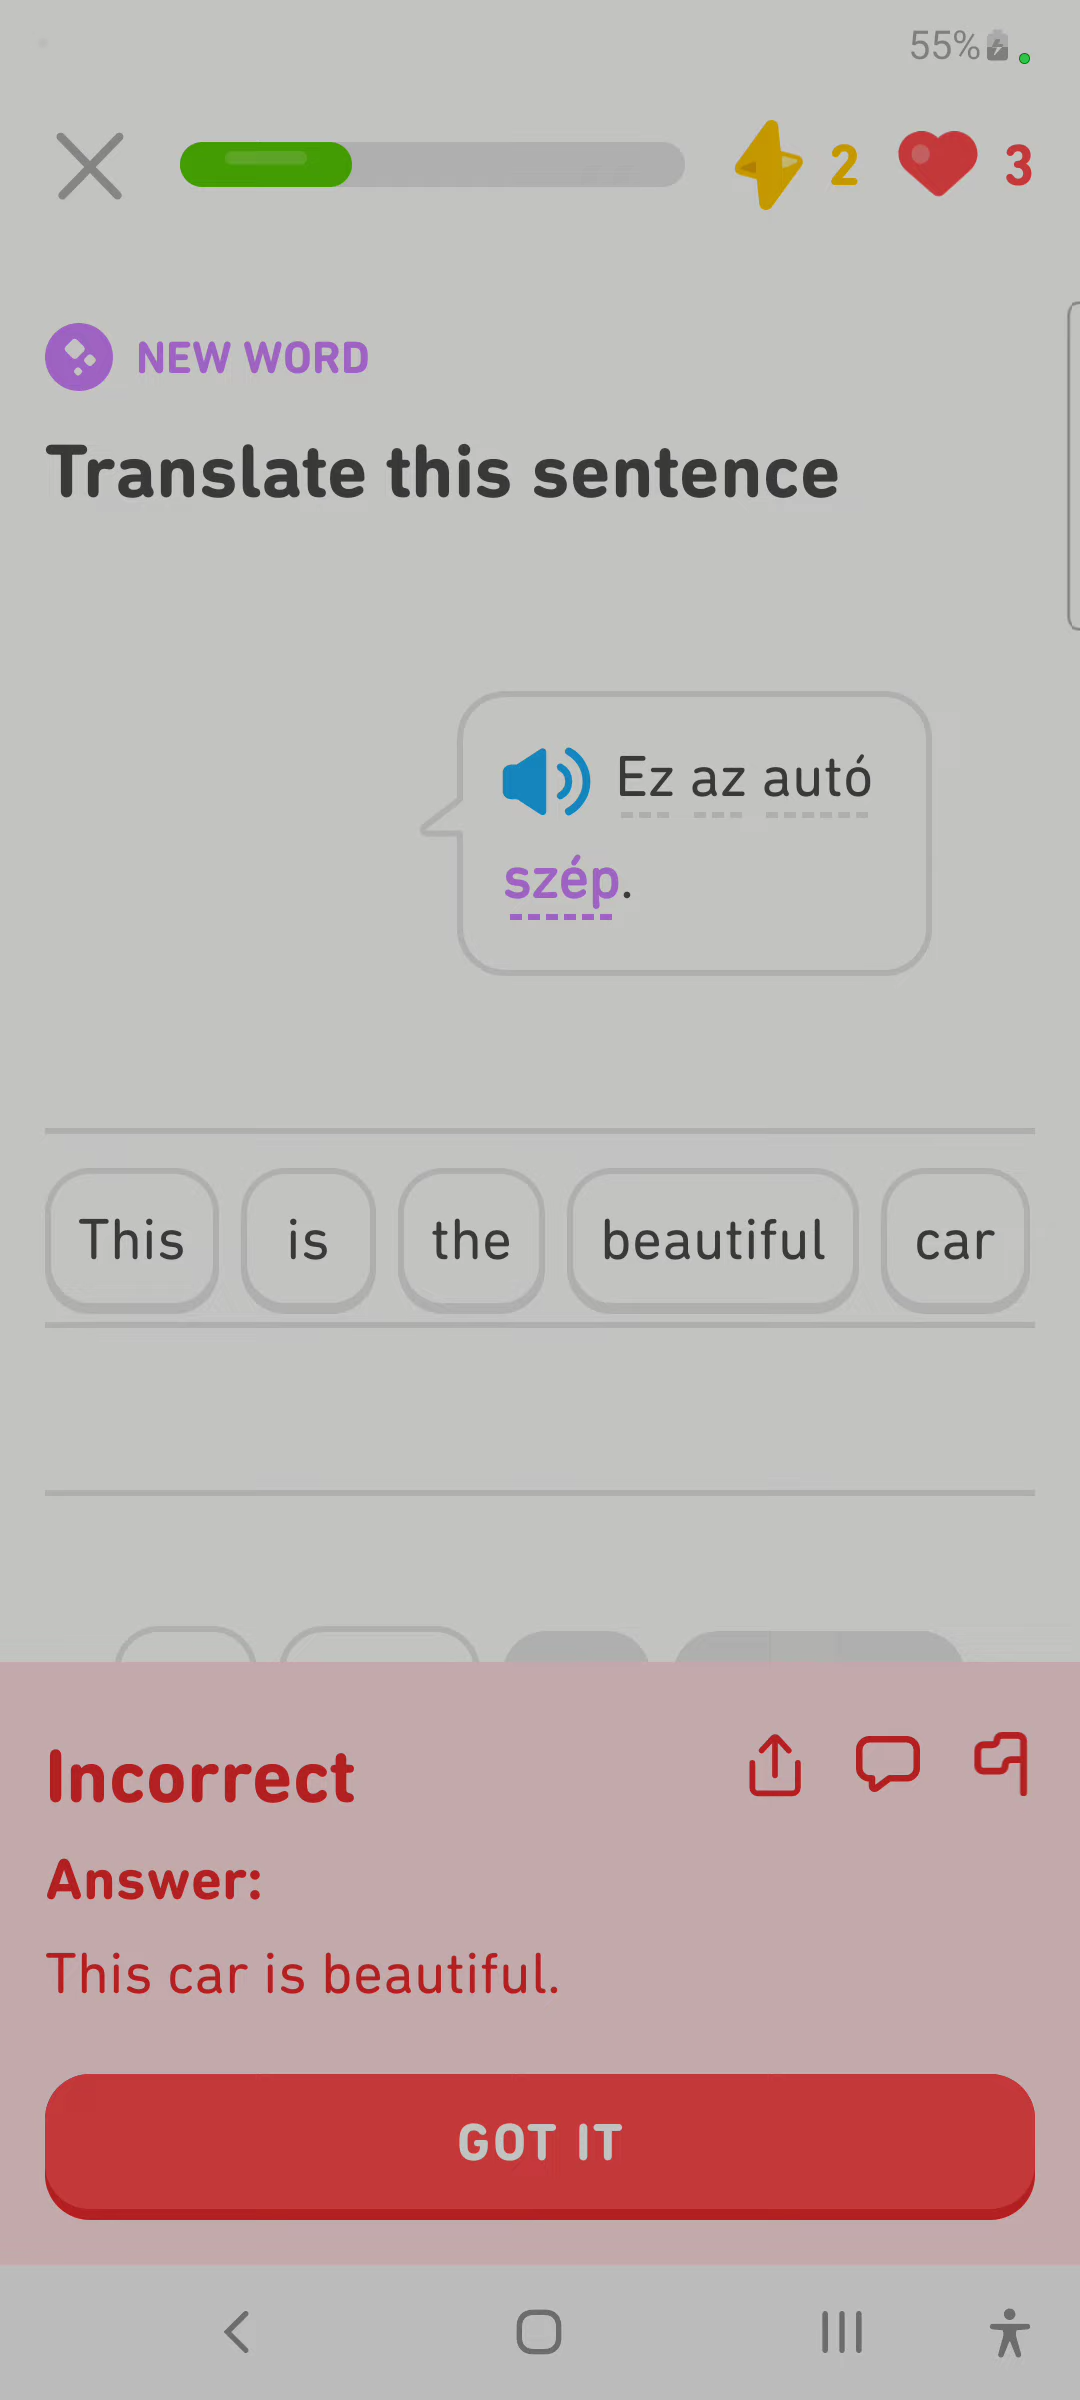 55%
2
3
NEW WORD
Translate this sentence
Ez az autó
szép.
This is the beautiful car
Incorrect
Answer:
This car is beautiful.
GOT IT